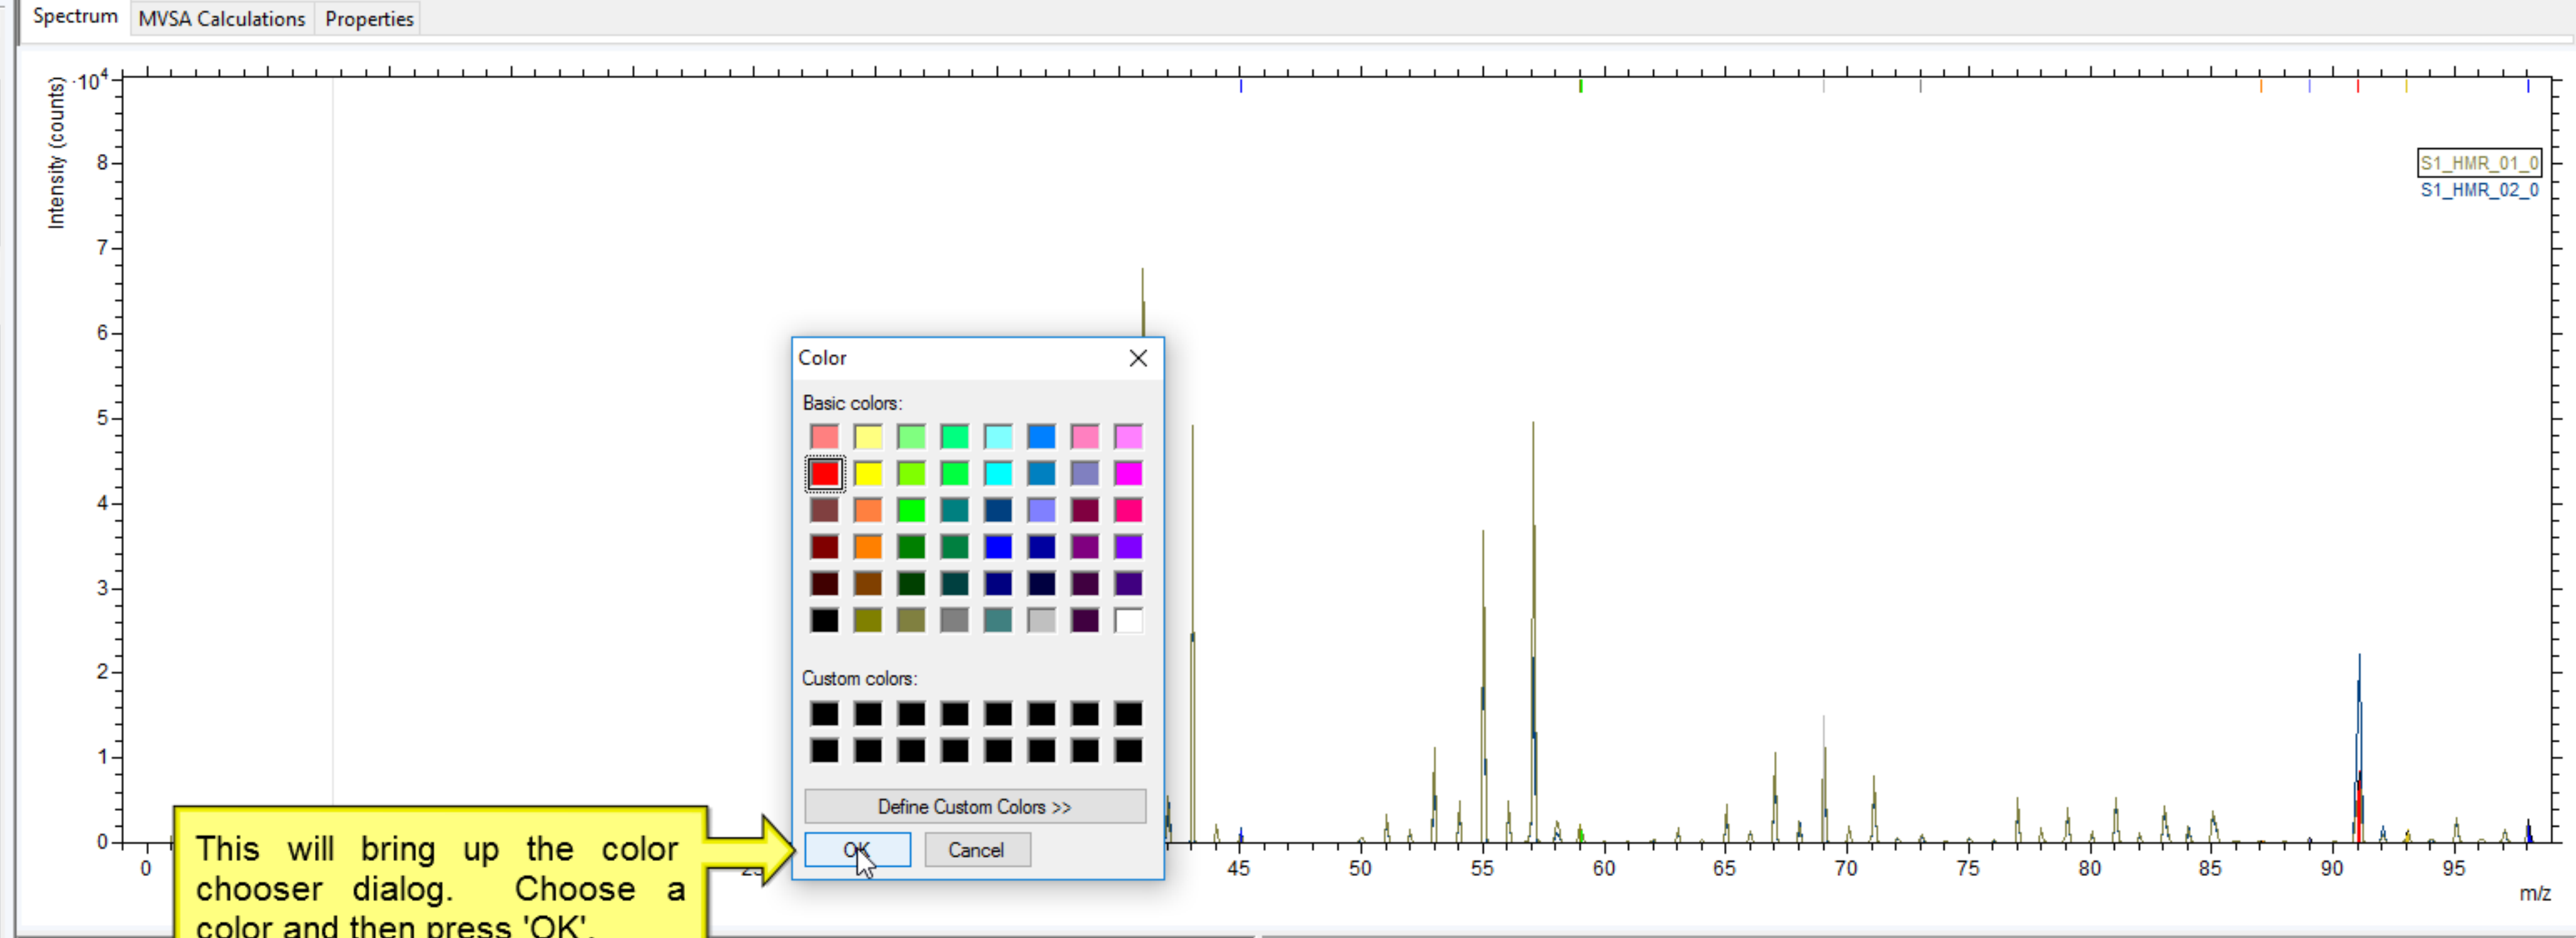 Spectrum MVSA Calculations Properties
·10⁴
Intensity (counts)
8
7
6
5
4
3
2
1
0
S1_HMR_01_0
S1_HMR_02_0
Color
Basic colors:
Custom colors:
Define Custom Colors >>
OK Cancel
This will bring up the color
chooser dialog. Choose a
color and then press 'OK'.
0 45 50 55 60 65 70 75 80 85 90 95
m/z